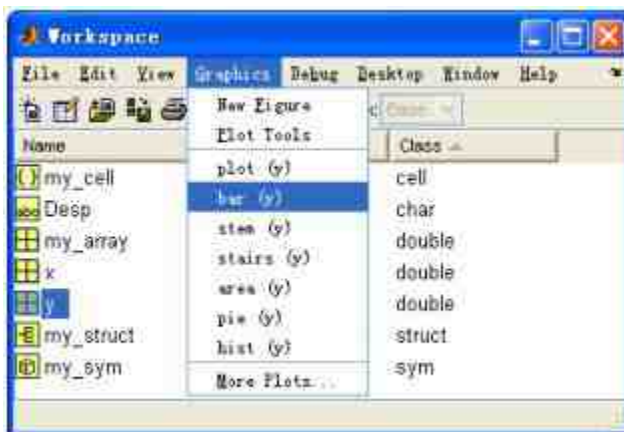 Workspace
File Edit View Graphics Debug Desktop Window Help
New Figure
Plot Tools
Name Class
plot (y)
my_cell cell
bar (y)
abc Desp char
stem (y)
my_array double
stairs (y)
x double
area (y)
y double
pie (y)
my_struct struct
hist (y)
my_sym sym
More Plots...